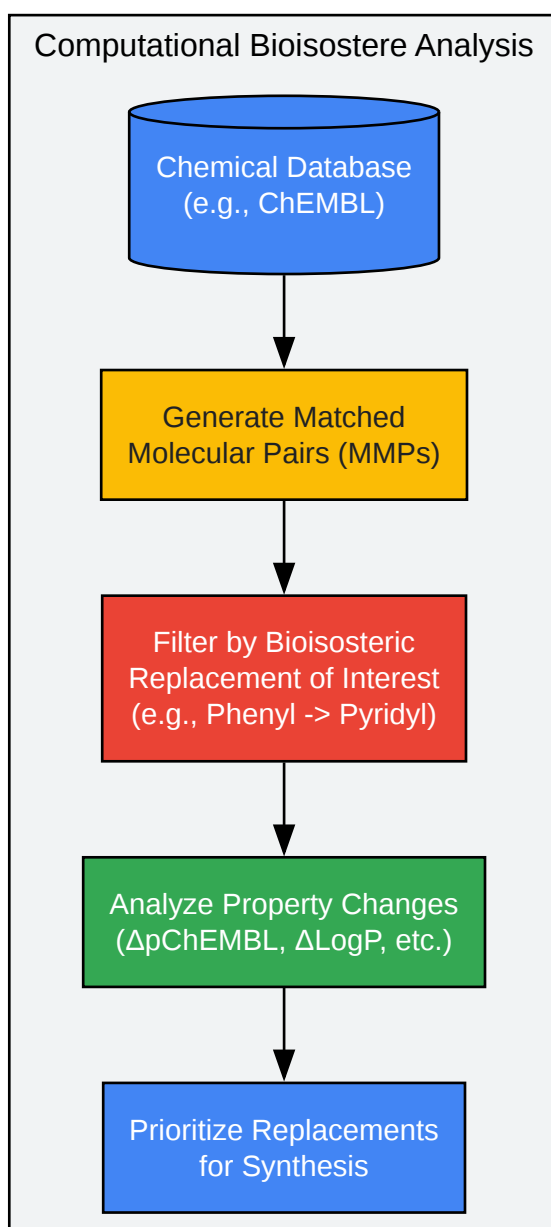 Computational Bioisostere Analysis
Chemical Database
(e.g., ChEMBL)
Generate Matched
Molecular Pairs (MMPs)
Filter by Bioisosteric
Replacement of Interest
(e.g., Phenyl -> Pyridyl)
Analyze Property Changes
(ΔpChEMBL, ΔLogP, etc.)
Prioritize Replacements
for Synthesis